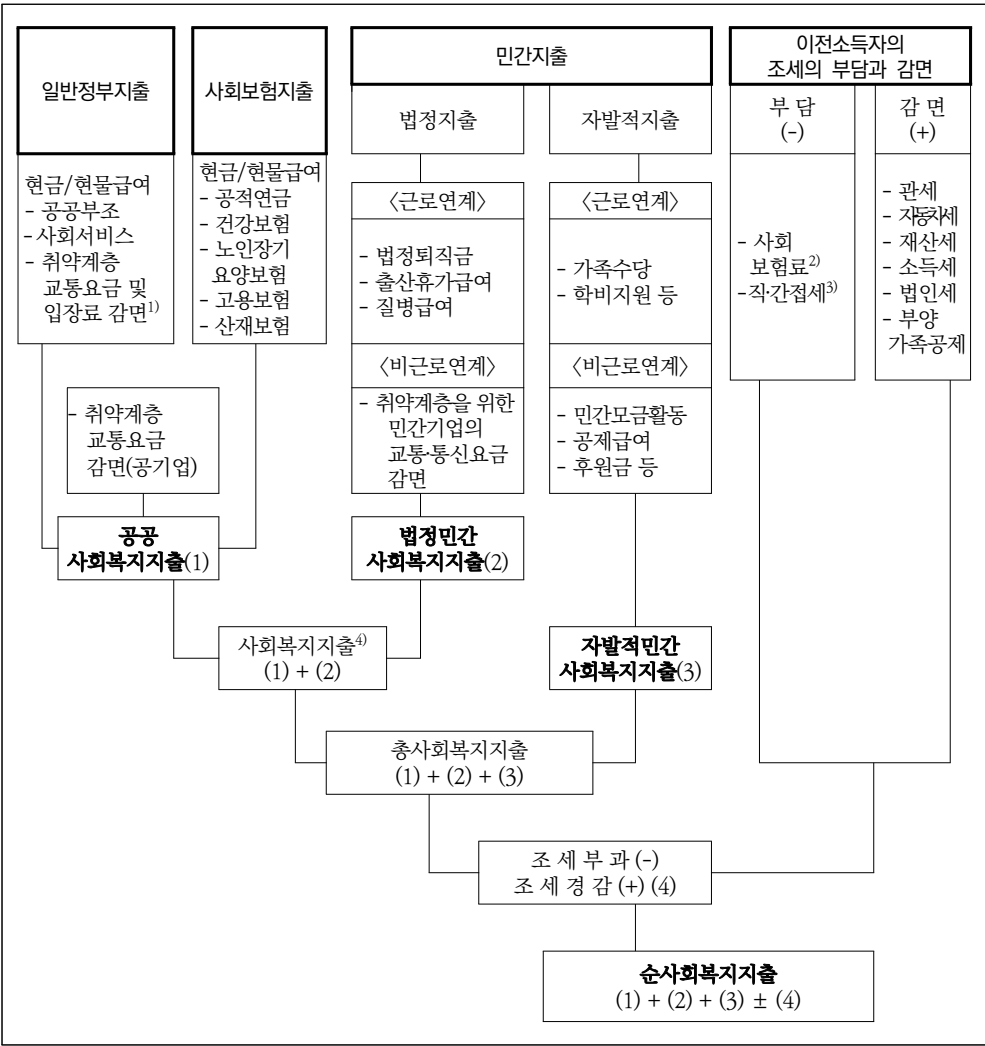 일반정부지출
사회보험지출
민간지출
이전소득자의
조세의 부담과 감면
법정지출
자발적지출
부 담
(-)
감 면
(+)
현금/현물급여
- 공공부조
- 사회서비스
- 취약계층
교통요금 및
입장료 감면1)
현금/현물급여
- 공적연금
- 건강보험
- 노인장기
요양보험
- 고용보험
- 산재보험
〈근로연계〉
- 법정퇴직금
- 출산휴가급여
- 질병급여
〈비근로연계〉
- 취약계층을 위한
민간기업의
교통·통신요금
감면
〈근로연계〉
- 가족수당
- 학비지원 등
〈비근로연계〉
- 민간모금활동
- 공제급여
- 후원금 등
- 사회
보험료2)
- 직·간접세3)
- 관세
- 자동차세
- 재산세
- 소득세
- 법인세
- 부양
가족공제
- 취약계층
교통요금
감면(공기업)
공공
사회복지지출(1)
법정민간
사회복지지출(2)
사회복지지출4)
(1) + (2)
자발적민간
사회복지지출(3)
총사회복지지출
(1) + (2) + (3)
조 세 부 과 (-)
조 세 경 감 (+) (4)
순사회복지지출
(1) + (2) + (3) ± (4)